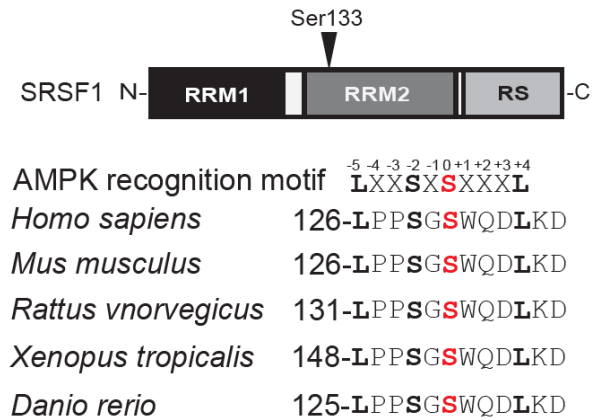 Ser133
SRSF1 N- RRM1 RRM2 RS -C
-5 -4 -3 -2 -1 0 +1 +2 +3 +4
AMPK recognition motif LXXSXSXXXL
Homo sapiens 126-LPPSGSWQDLKD
Mus musculus 126-LPPSGSWQDLKD
Rattus vnorvegicus 131-LPPSGSWQDLKD
Xenopus tropicalis 148-LPPSGSWQDLKD
Danio rerio 125-LPPSGSWQDLKD